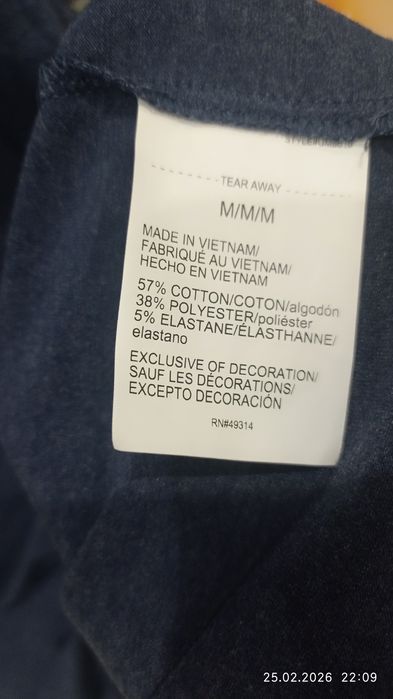 TEAR AWAY
M/M/M
MADE IN VIETNAM/
FABRIQUÉ AU VIETNAM/
HECHO EN VIETNAM
57% COTTON/COTON/algodón
38% POLYESTER/poliéster
5% ELASTANE/ÉLASTHANNE/
elastano
EXCLUSIVE OF DECORATION/
SAUF LES DÉCORATIONS/
EXCEPTO DECORACIÓN
RN#49314
25.02.2026 22:09